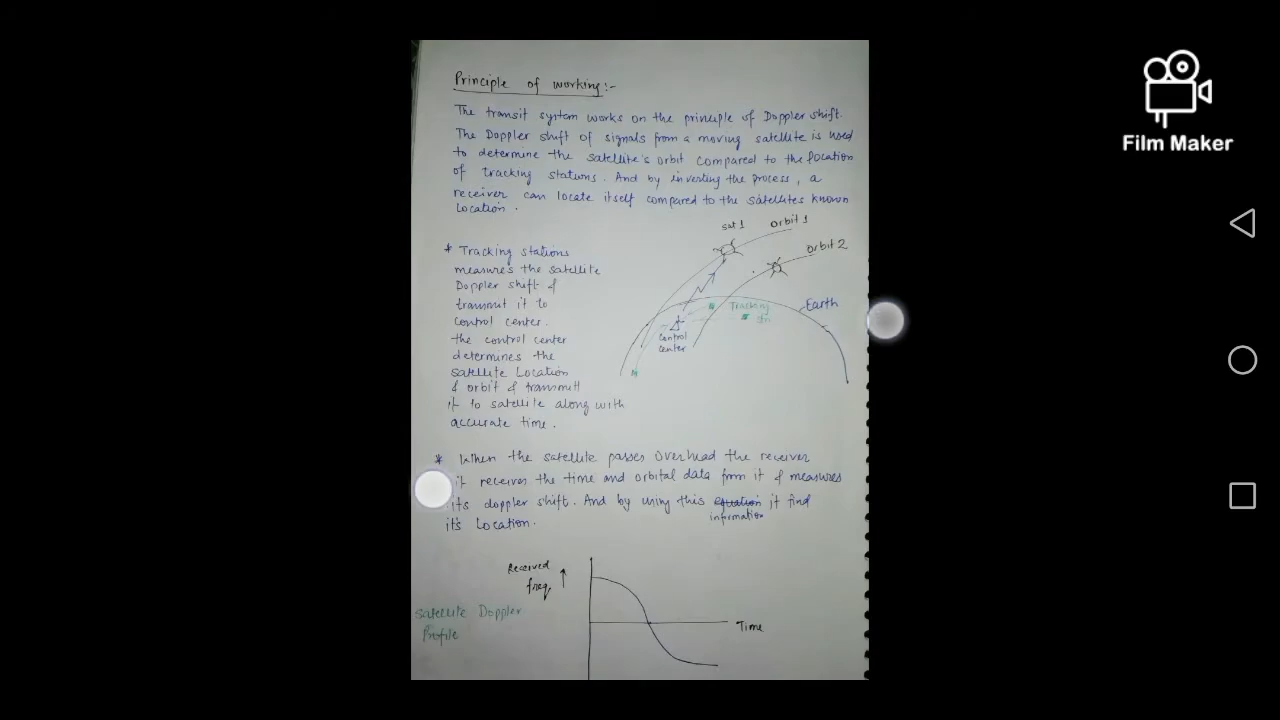 Principle of working:-
The transit system works on the principle of Doppler shift.
The Doppler shift of signals from a moving satellite is used
to determine the satellite's orbit compared to the location
of tracking stations. And by inverting the process, a
receiver can locate itself compared to the satellites known
location.
sat 1
orbit 1
orbit 2
* Tracking stations
measures the satellite
Doppler shift &
transmit it to
control center.
the control center
determines the
satellite location
& orbit & transmitt
it to satellite along with
accurate time.
Earth
Tracking
stn
control
center
* When the satellite passes overhead the receiver
it receives the time and orbital data from it & measures
its doppler shift. And by using this equation it find
information
it's location.
Received
freq
Time
Satellite Doppler
Profile
Film Maker